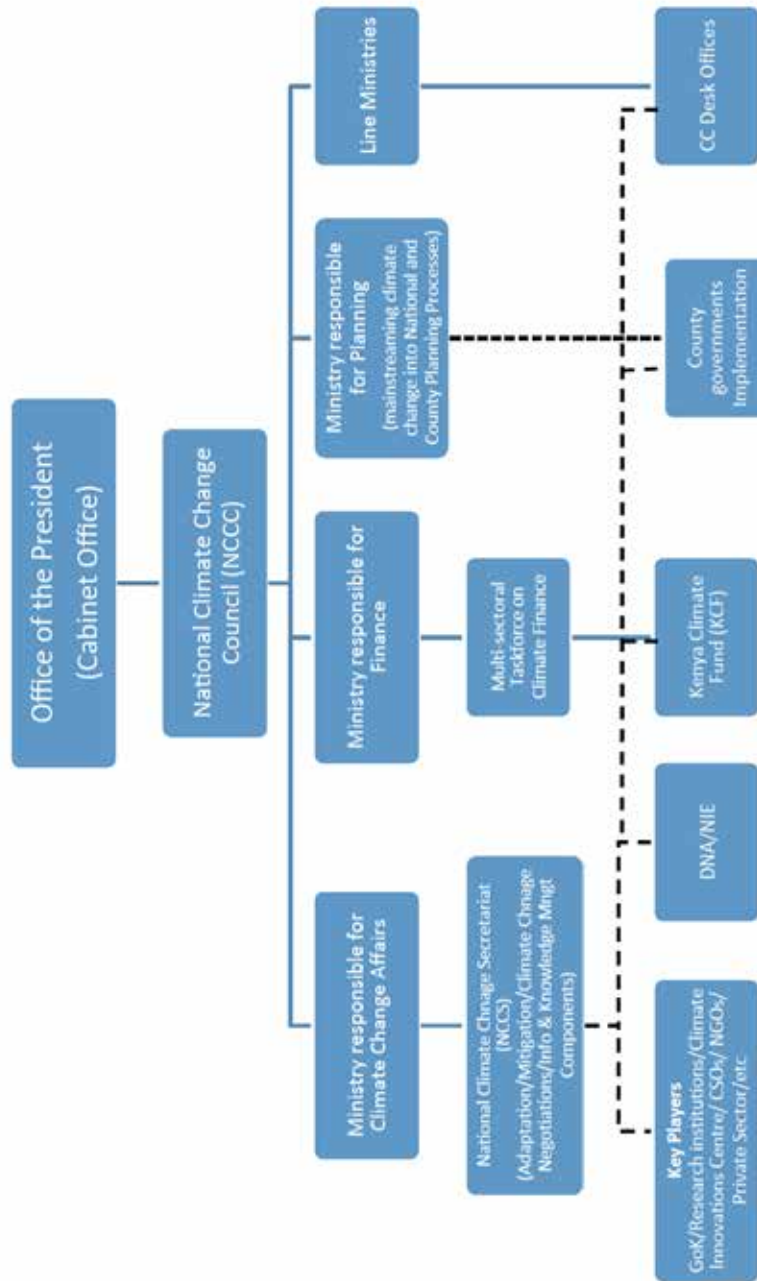 Office of the President
(Cabinet Office)
National Climate Change
Council (NCCC)
Ministry responsible for
Climate Change Affairs
Ministry responsible for
Finance
Ministry responsible
for Planning
(mainstreaming climate
change into National and
County Planning Processes)
Line Ministries
National Climate Chnage Secretariat
(NCCS)
(Adaptation/Mitigation/Climate Chnage
Negotiations/Info & Knowledge Mngt
Components)
Multi-sectoral
Taskforce on
Climate Finance
Key Players
GoK/Research institutions/Climate
Innovations Centre/ CSOs/ NGOs/
Private Sector/etc
DNA/NIE
Kenya Climate
Fund (KCF)
County
governments
Implementation
CC Desk Offices